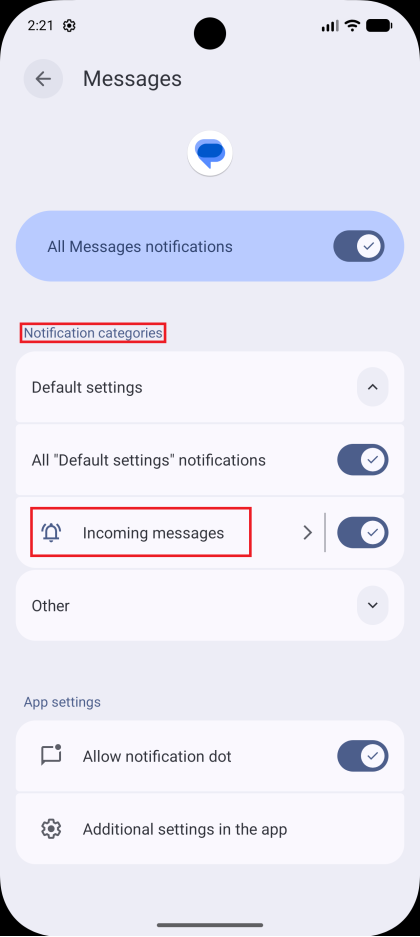 2:21
Messages
All Messages notifications
Notification categories
Default settings
All "Default settings" notifications
Incoming messages
Other
App settings
Allow notification dot
Additional settings in the app